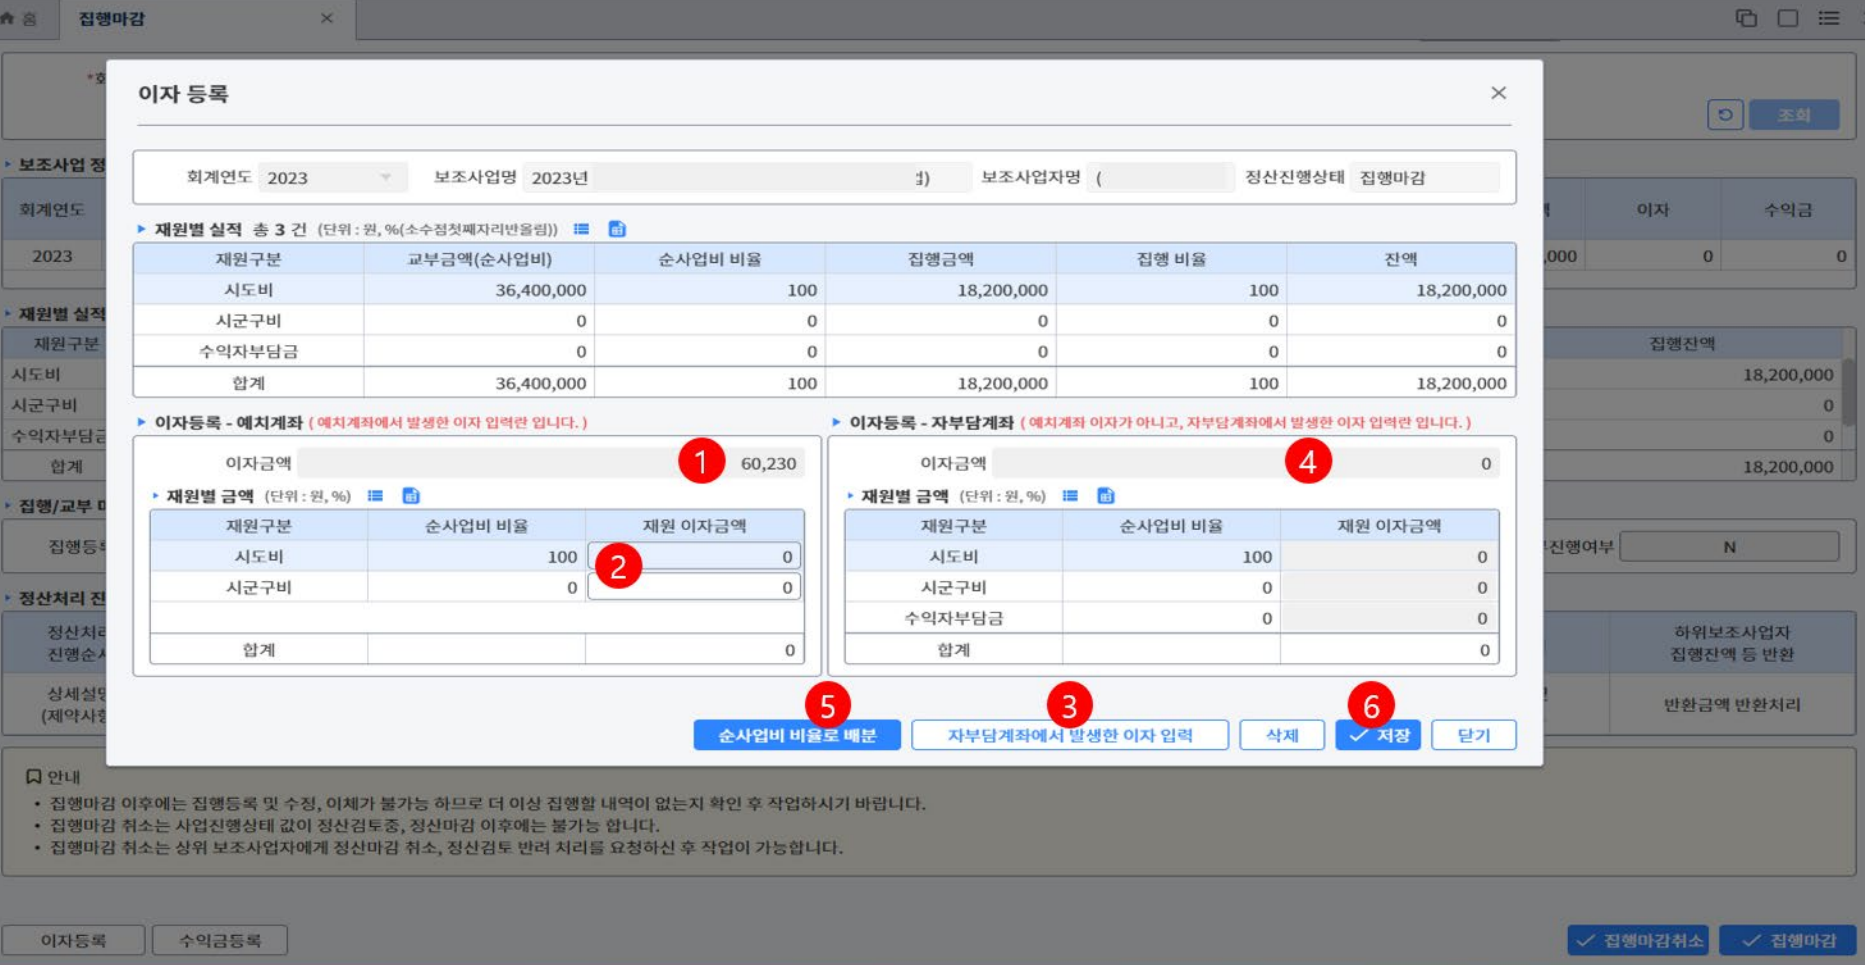 홈 집행마감 ×
이자 등록 ×
조회
보조사업 정
회계연도 이자 수익금
2023 ,000 0 0
회계연도 2023 보조사업명 2023년 보조사업자명 ( 정산진행상태 집행마감
재원별 실적 총 3 건 (단위 : 원, %(소수점첫째자리반올림))
재원구분 교부금액(순사업비) 순사업비 비율 집행금액 집행 비율 잔액
시도비 36,400,000 100 18,200,000 100 18,200,000
시군구비 0 0 0 0 0
수익자부담금 0 0 0 0 0
합계 36,400,000 100 18,200,000 100 18,200,000
재원별 실적
재원구분 집행잔액
시도비 18,200,000
시군구비 0
수익자부담금 0
합계 18,200,000
이자등록 - 예치계좌 ( 예치계좌에서 발생한 이자 입력란 입니다. )
이자금액 1 60,230
재원별 금액 (단위 : 원, %)
재원구분 순사업비 비율 재원 이자금액
시도비 100 2 0
시군구비 0 0
합계 0
이자등록 - 자부담계좌 ( 예치계좌 이자가 아니고, 자부담계좌에서 발생한 이자 입력란 입니다. )
이자금액 4 0
재원별 금액 (단위 : 원, %)
재원구분 순사업비 비율 재원 이자금액
시도비 100 0
시군구비 0 0
수익자부담금 0 0
합계 0
집행/교부
집행등록 진행여부 N
정산처리 진
정산처리
진행순서
하위보조사업자
집행잔액 등 반환
상세설명
(제약사항
반환금액 반환처리
5 3 6
순사업비 비율로 배분 자부담계좌에서 발생한 이자 입력 삭제 저장 닫기
안내
• 집행마감 이후에는 집행등록 및 수정, 이체가 불가능 하므로 더 이상 집행할 내역이 없는지 확인 후 작업하시기 바랍니다.
• 집행마감 취소는 사업진행상태 값이 정산검토중, 정산마감 이후에는 불가능 합니다.
• 집행마감 취소는 상위 보조사업자에게 정산마감 취소, 정산검토 반려 처리를 요청하신 후 작업이 가능합니다.
이자등록 수익금등록 집행마감취소 집행마감